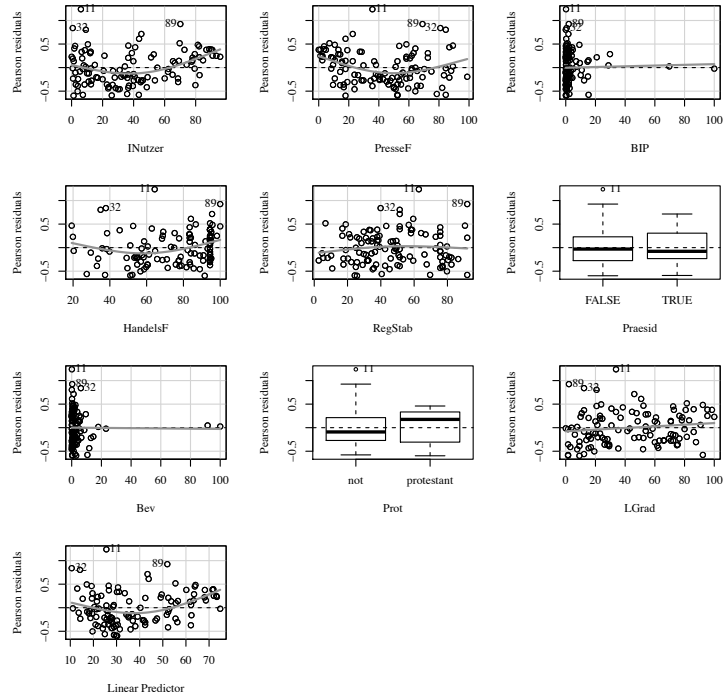 11
32
89
Pearson residuals
−0.5 0.5
0 20 40 60 80
INutzer
11
89 32
Pearson residuals
−0.5 0.5
0 20 40 60 80 100
PresseF
11
89
32
Pearson residuals
−0.5 0.5
0 20 40 60 80 100
BIP
11
32
89
Pearson residuals
−0.5 0.5
20 40 60 80 100
HandelsF
11
32
89
Pearson residuals
−0.5 0.5
0 20 40 60 80
RegStab
11
Pearson residuals
−0.5 0.5
FALSE TRUE
Praesid
11
89
32
Pearson residuals
−0.5 0.5
0 20 40 60 80 100
Bev
11
Pearson residuals
−0.5 0.5
not protestant
Prot
11
89
32
Pearson residuals
−0.5 0.5
0 20 40 60 80 100
LGrad
11
32
89
Pearson residuals
−0.5 0.5
10 20 30 40 50 60 70
Linear Predictor